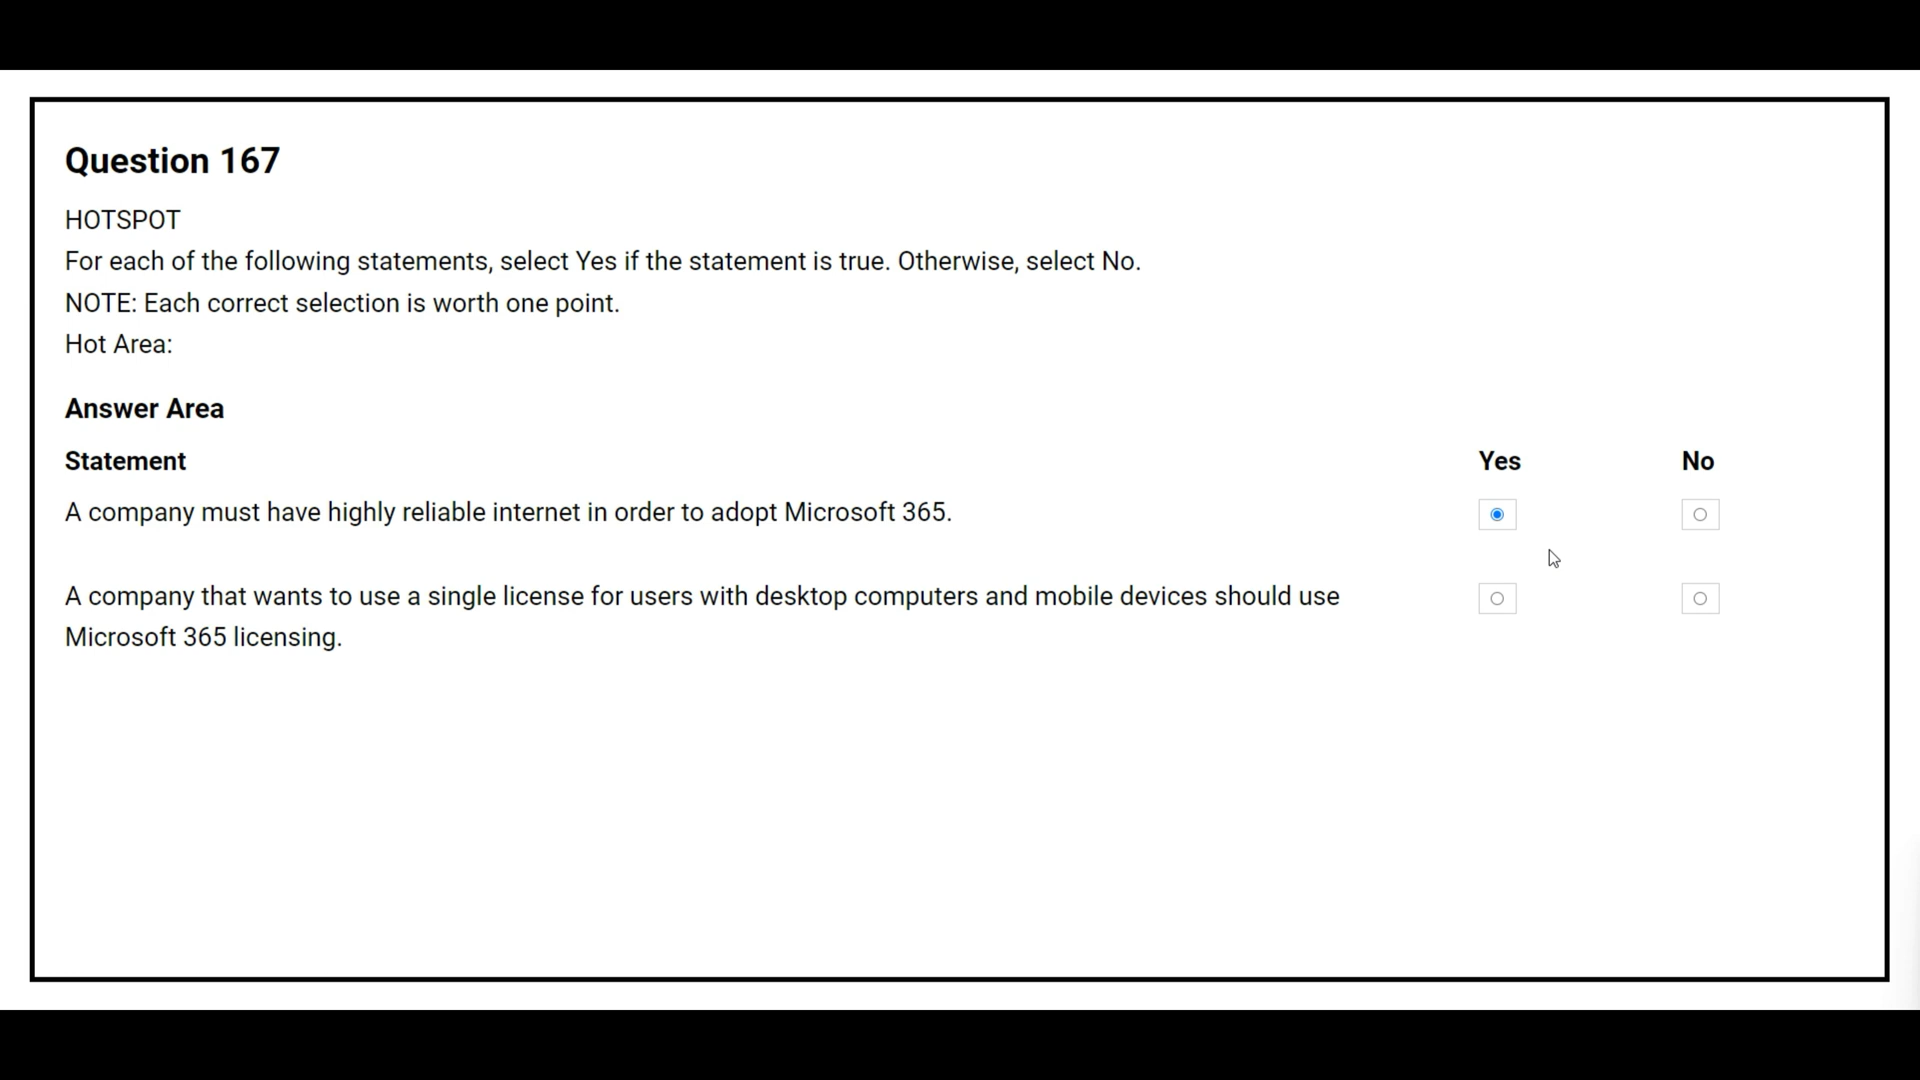 Question 167
HOTSPOT
For each of the following statements, select Yes if the statement is true. Otherwise, select No.
NOTE: Each correct selection is worth one point.
Hot Area:
Answer Area
Statement Yes No
A company must have highly reliable internet in order to adopt Microsoft 365.
A company that wants to use a single license for users with desktop computers and mobile devices should use
Microsoft 365 licensing.